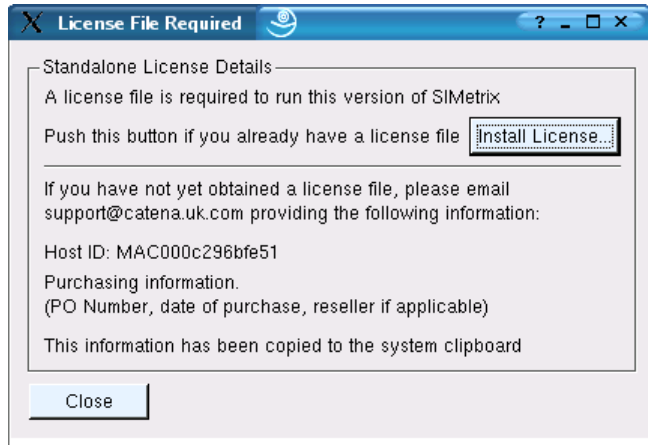 License File Required
Standalone License Details
A license file is required to run this version of SIMetrix
Push this button if you already have a license file Install License...
If you have not yet obtained a license file, please email
support@catena.uk.com providing the following information:
Host ID: MAC000c296bfe51
Purchasing information.
(PO Number, date of purchase, reseller if applicable)
This information has been copied to the system clipboard
Close